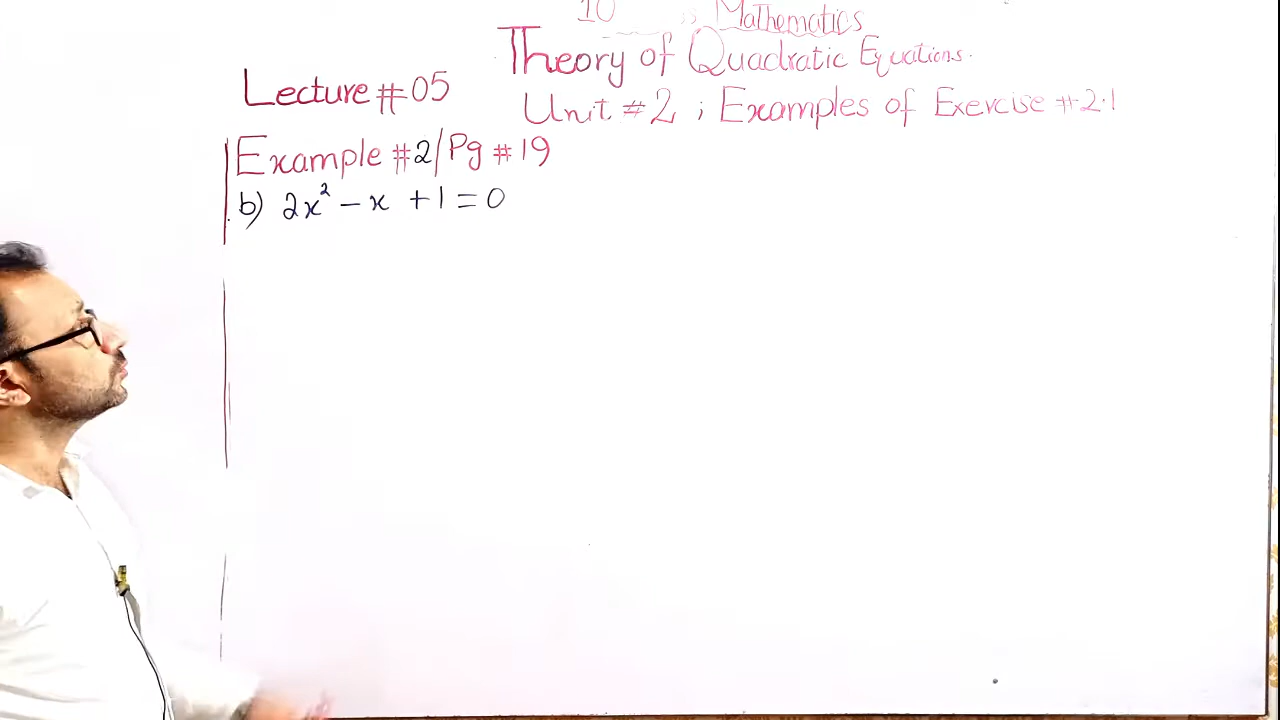 10 Mathematics
Theory of Quadratic Equations.
Lecture #05
Unit #2 ; Examples of Exercise #2.1
Example #2/Pg #19
b) 2x² - x + 1 = 0